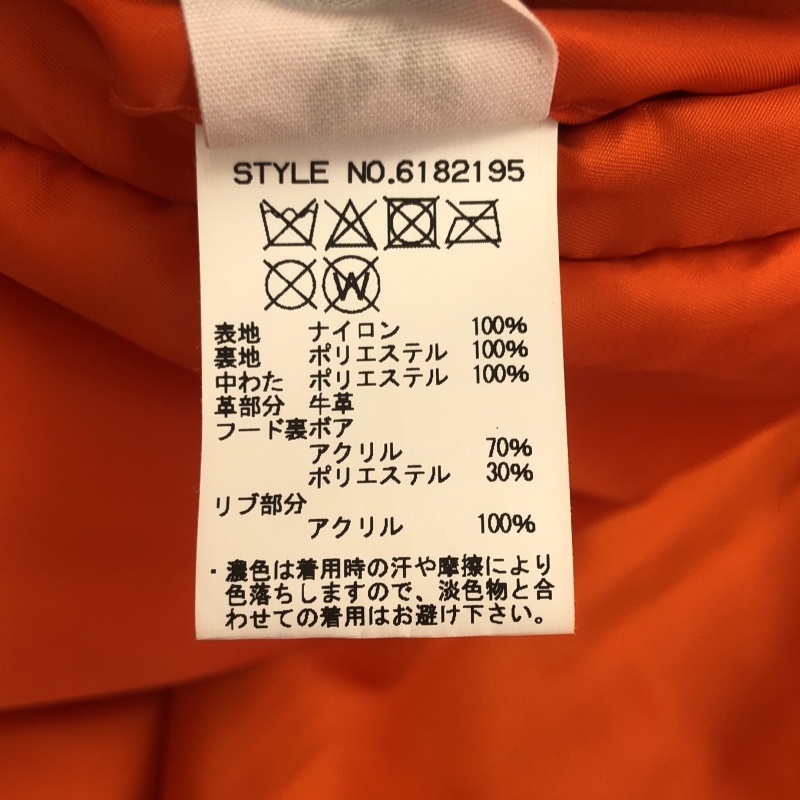 STYLE NO.6182195
W
表地 ナイロン 100%
裏地 ポリエステル 100%
中わた ポリエステル 100%
革部分 牛革
フード裏ボア
アクリル 70%
ポリエステル 30%
リブ部分
アクリル 100%
・濃色は着用時の汗や摩擦により
色落ちしますので、淡色物と合
わせての着用はお避け下さい。